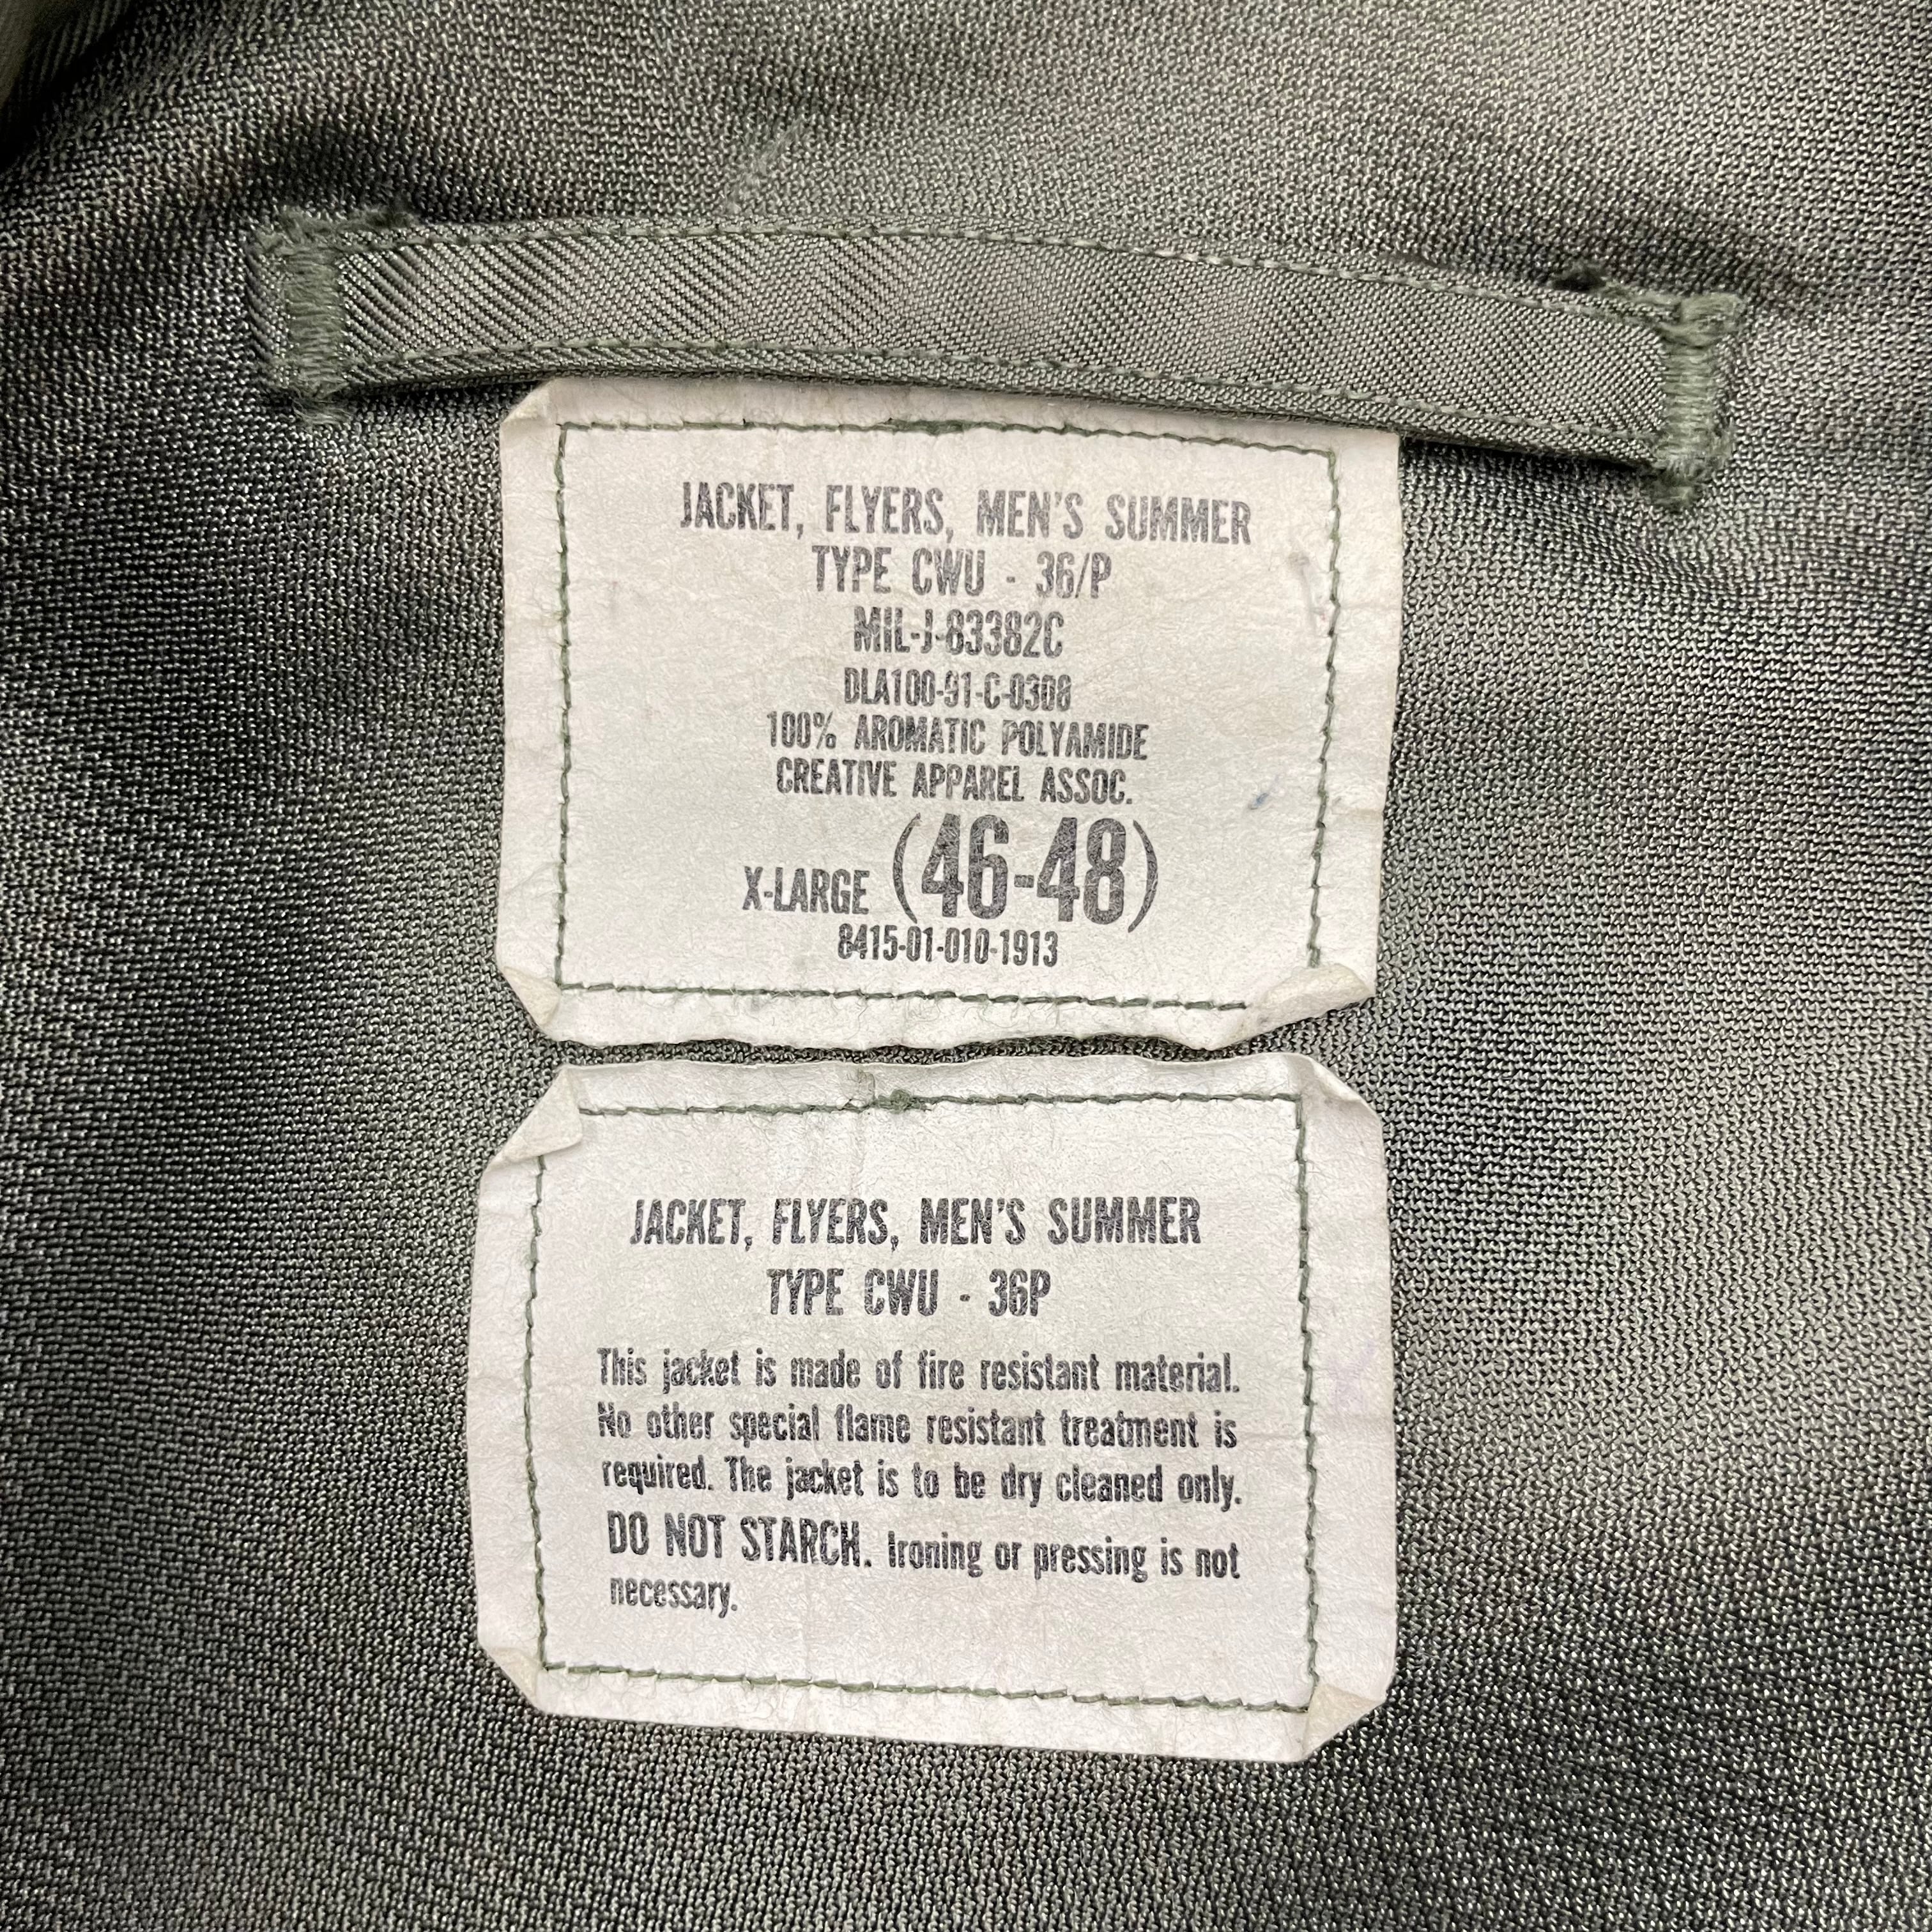 JACKET, FLYERS, MEN'S SUMMER
TYPE CWU - 36/P
MIL-J-83382C
DLA100-91-C-0308
100% AROMATIC POLYAMIDE
CREATIVE APPAREL ASSOC.
X-LARGE (46-48)
8415-01-010-1913
JACKET, FLYERS, MEN'S SUMMER
TYPE CWU - 36P
This jacket is made of fire resistant material.
No other special flame resistant treatment is
required. The jacket is to be dry cleaned only.
DO NOT STARCH. Ironing or pressing is not
necessary.